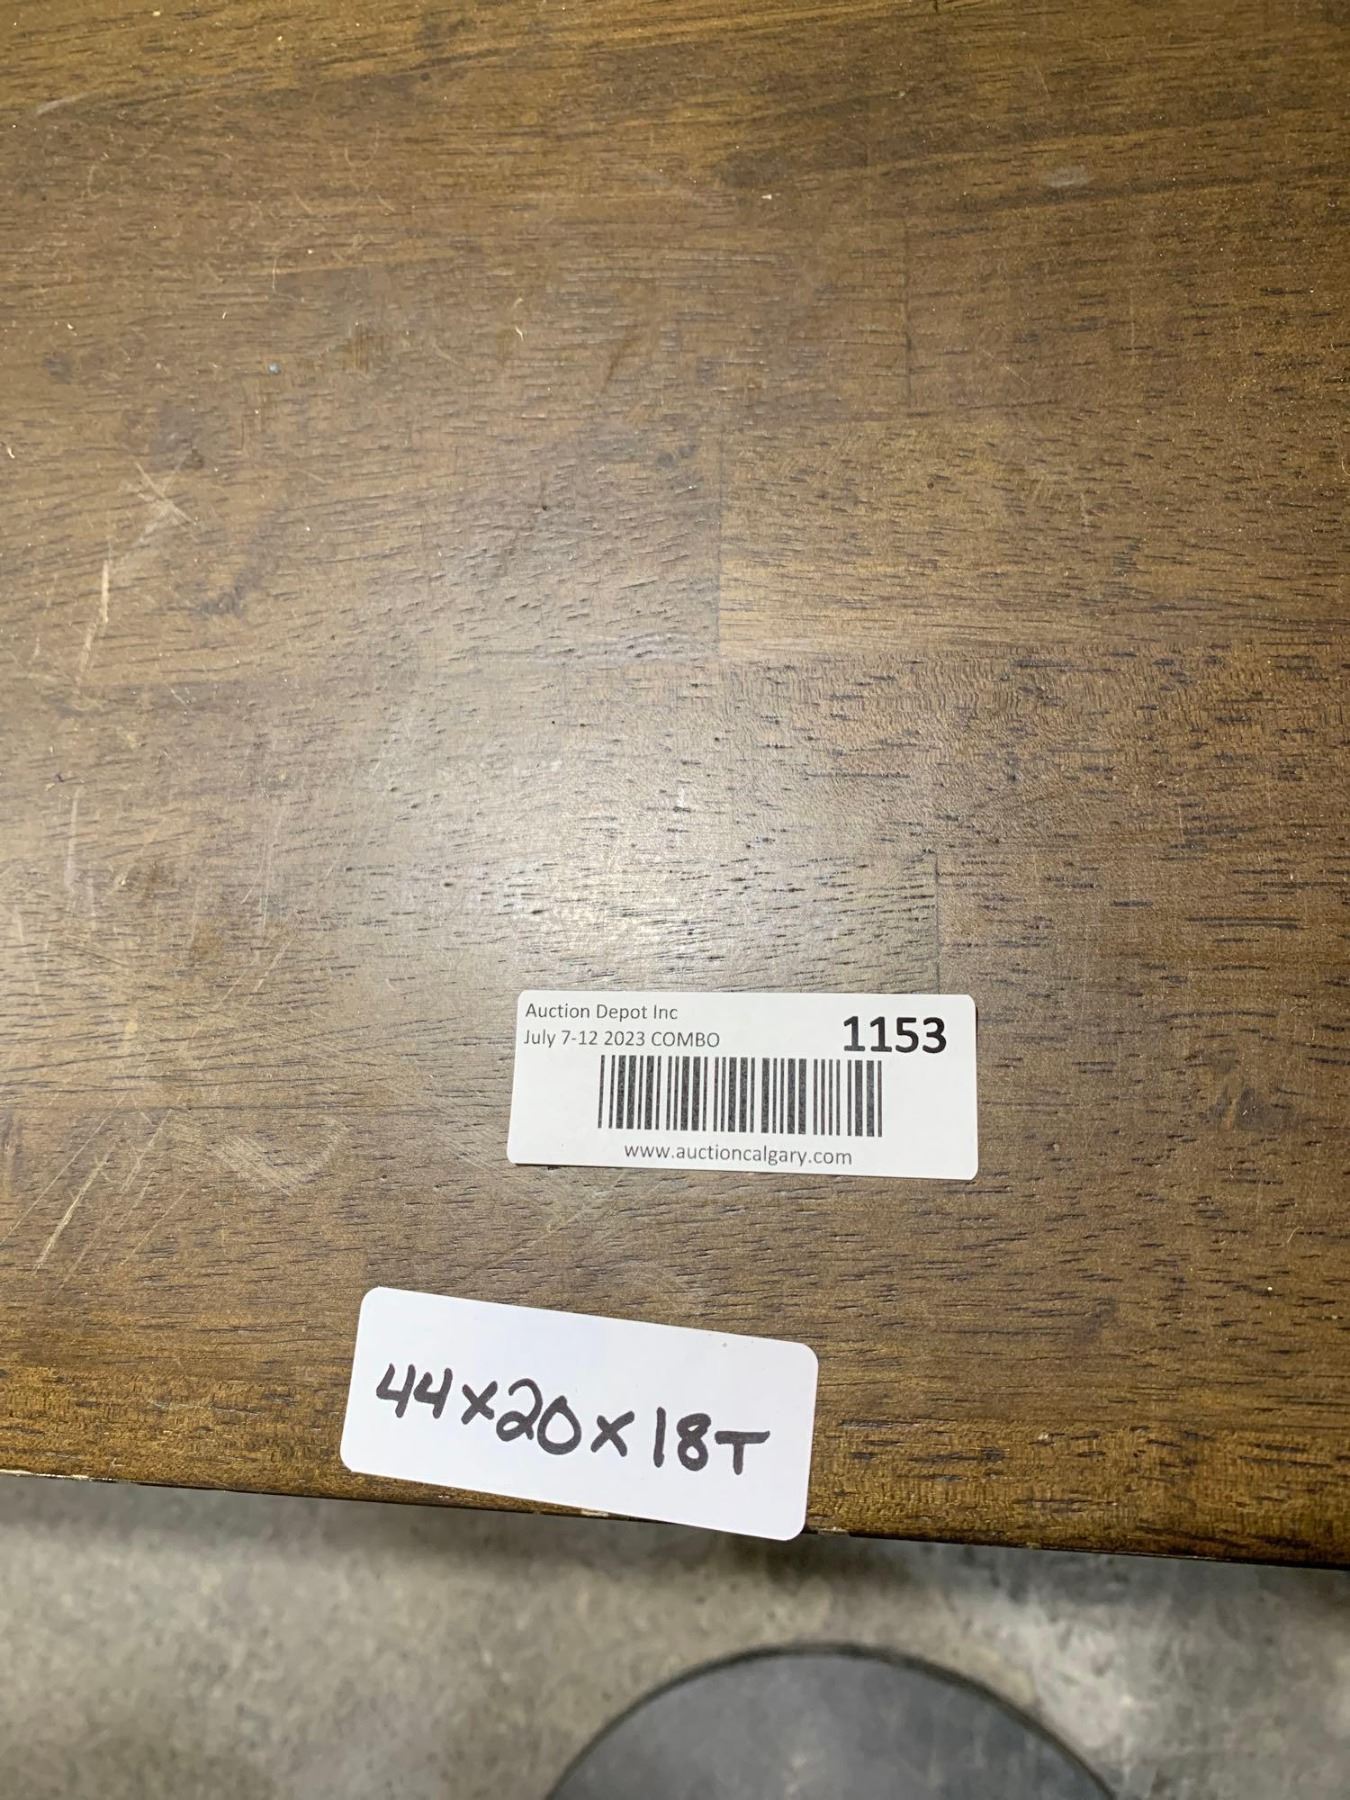 Auction Depot Inc
July 7-12 2023 COMBO
1153
www.auctioncalgary.com
44x20x18T